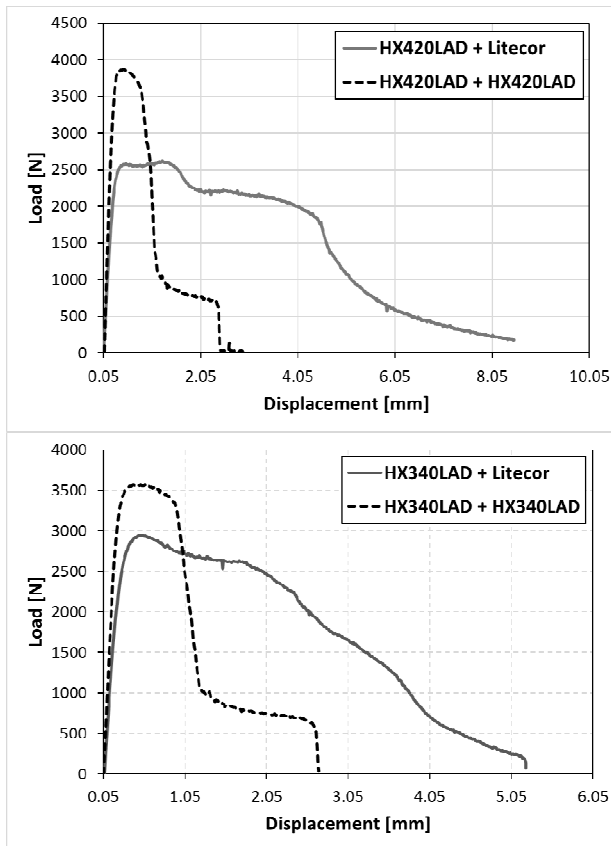 4500
4000
3500
3000
2500
2000
1500
1000
500
0
Load [N]
HX420LAD + Litecor
HX420LAD + HX420LAD
0.05 2.05 4.05 6.05 8.05 10.05
Displacement [mm]
4000
3500
3000
2500
2000
1500
1000
500
0
Load [N]
HX340LAD + Litecor
HX340LAD + HX340LAD
0.05 1.05 2.05 3.05 4.05 5.05 6.05
Displacement [mm]